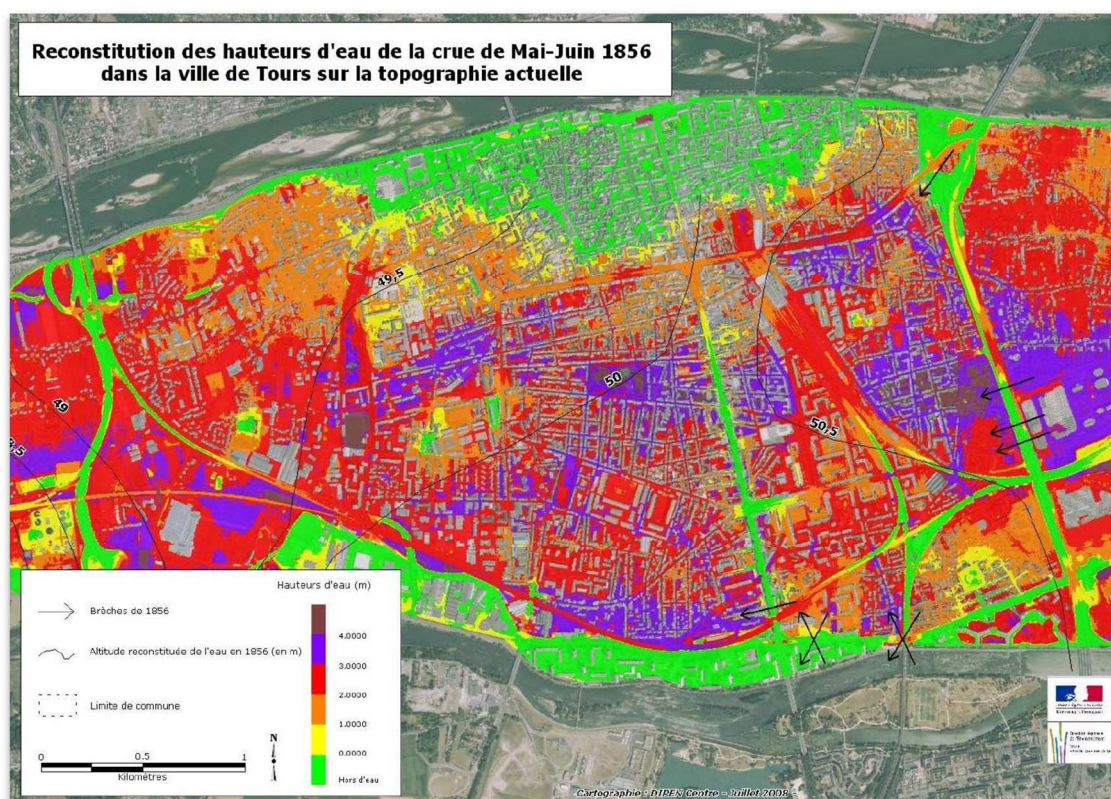 Reconstitution des hauteurs d'eau de la crue de Mai-Juin 1856
dans la ville de Tours sur la topographie actuelle
49,5
50
49
50,5
Hauteurs d'eau (m)
Brêches de 1856
Altitude reconstituée de l'eau en 1856 (en m)
Limite de commune
4.0000
3.0000
2.0000
1.0000
0.0000
Hors d'eau
0 0.5 1
Kilomètres
N
Cartographie : DIREN Centre - Juillet 2008 -